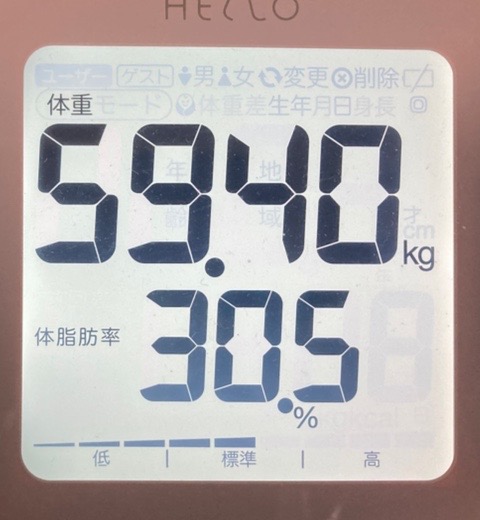 HELLO
ユーザー ゲスト 男 女 変更 削除
モード 体重差生年月日身長
体重
年 地
齢 域 才
cm
59.40 kg
体脂肪率 30.5 %
kcal
低 標準 高